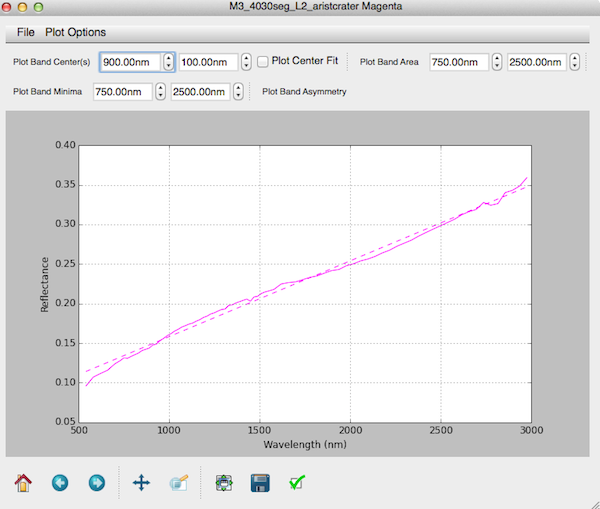 M3_4030seg_L2_aristcrater Magenta
File Plot Options
Plot Band Center(s) 900.00nm 100.00nm Plot Center Fit Plot Band Area 750.00nm 2500.00nm
Plot Band Minima 750.00nm 2500.00nm Plot Band Asymmetry
0.40
0.35
0.30
0.25
0.20
0.15
0.10
0.05
Reflectance
500 1000 1500 2000 2500 3000
Wavelength (nm)